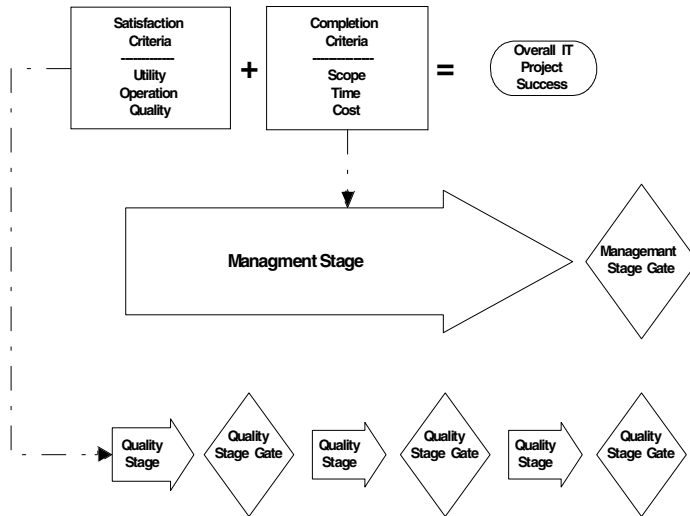 Satisfaction
Criteria
-------------
Utility
Operation
Quality
+
Completion
Criteria
---------------
Scope
Time
Cost
=
Overall IT
Project
Success
Managment Stage
Managemant
Stage Gate
Quality
Stage
Quality
Stage Gate
Quality
Stage
Quality
Stage Gate
Quality
Stage
Quality
Stage Gate